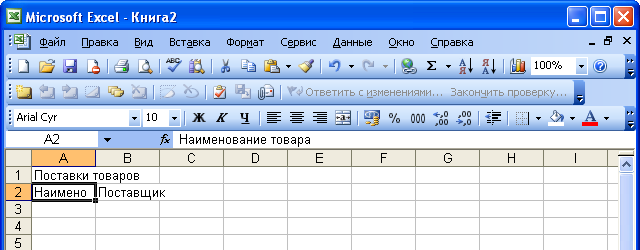 Microsoft Excel - Книга2
Файл Правка Вид Вставка Формат Сервис Данные Окно Справка
100%
Ответить с изменениями... Закончить проверку...
Arial Cyr 10 Ж К Ч
A2 fx Наименование товара
A B C D E F G H I
1 Поставки товаров
2 Наимено Поставщик
3
4
5